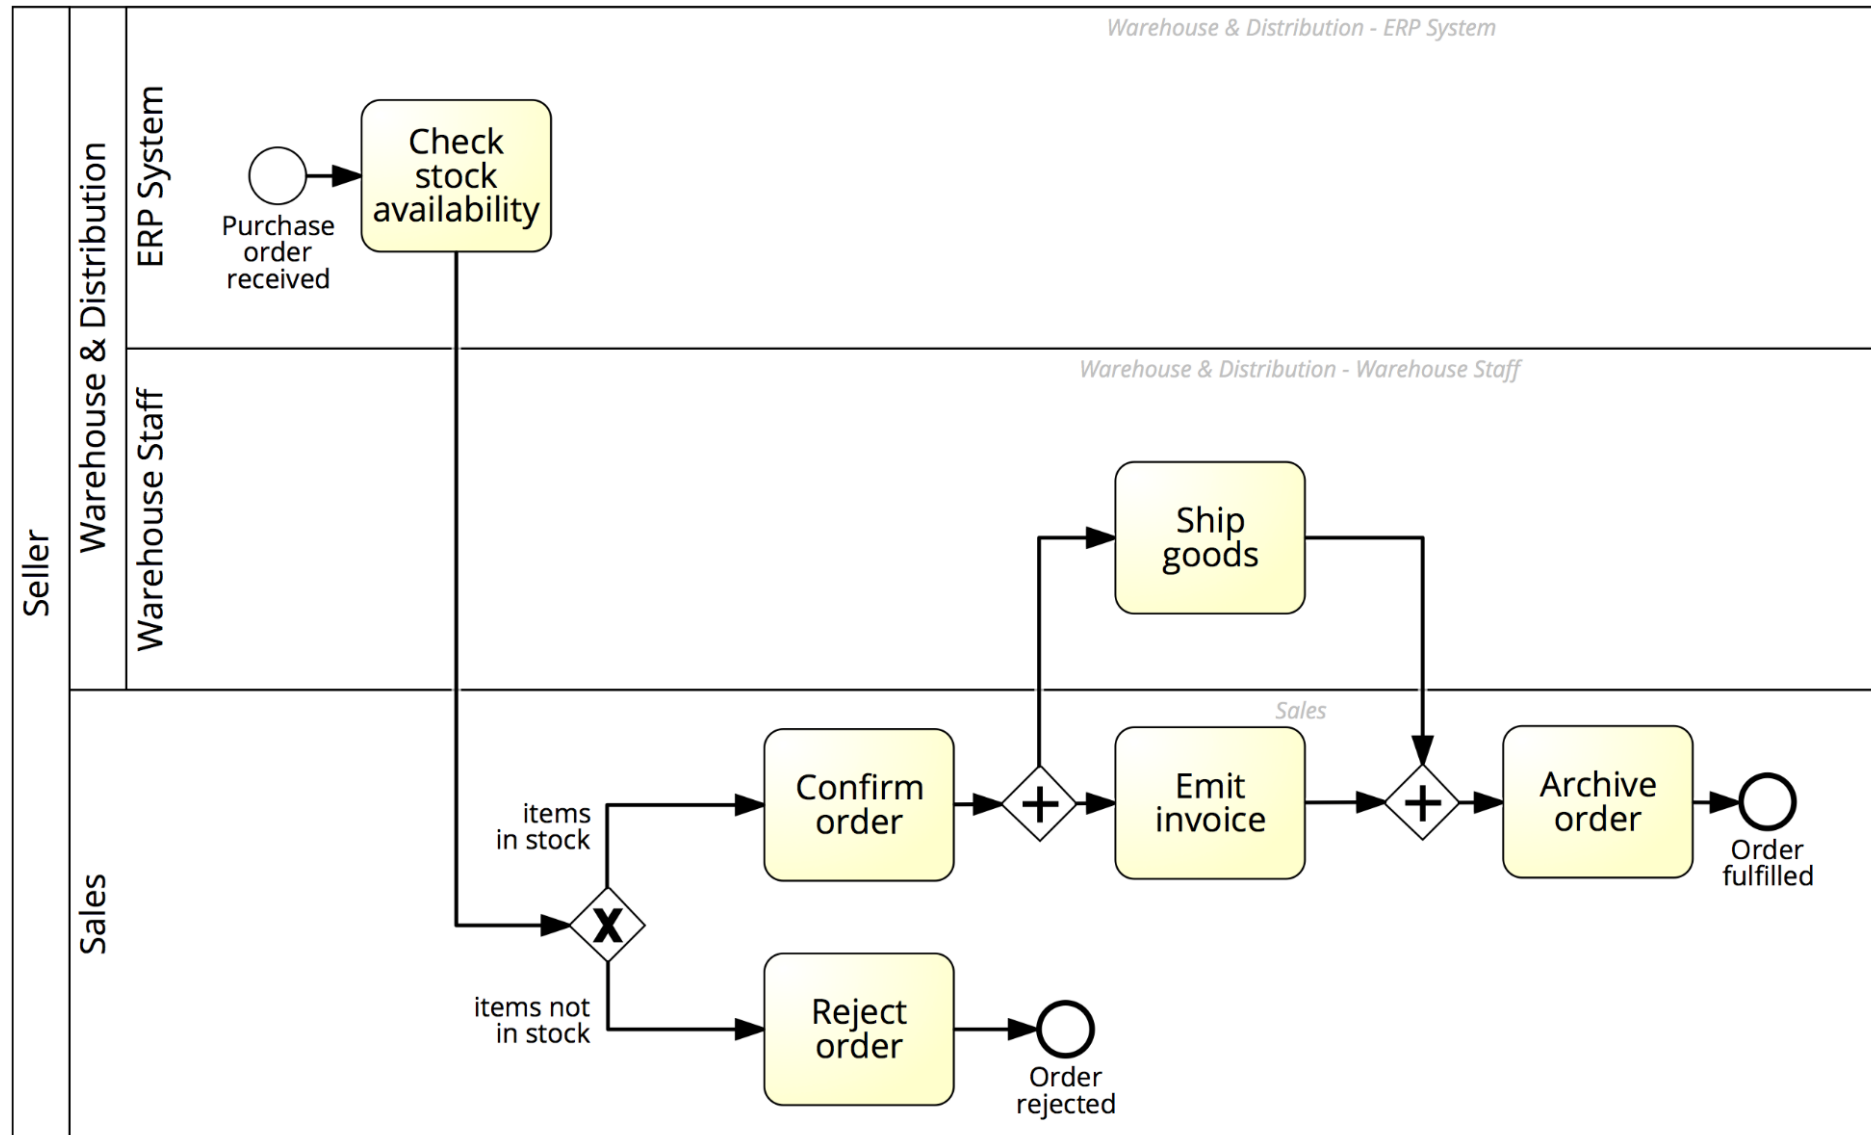 Warehouse & Distribution - ERP System
Seller
Warehouse & Distribution
ERP System
Purchase
order
received
Check
stock
availability
Warehouse & Distribution - Warehouse Staff
Warehouse Staff
Ship
goods
Sales
Sales
items
in stock
Confirm
order
Emit
invoice
Archive
order
Order
fulfilled
X
items not
in stock
Reject
order
Order
rejected